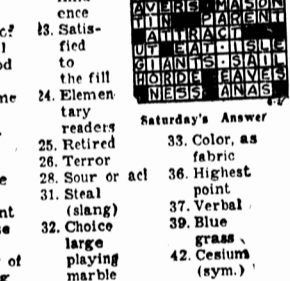 ence
23. Satis-
fied
to
the fill
24. Elemen-
tary
readers
25. Retired
26. Terror
28. Sour or act
31. Steal
(slang)
32. Choice
large
playing
marble
AVERS MASON
TIN PARENT
ATTRACT
UT EAT ISLE
GIANTS SAIL
HORDE EAVES
NESS ANAS
Saturday's Answer
33. Color, as
fabric
36. Highest
point
37. Verbal
39. Blue
grass
42. Cesium
(sym.)